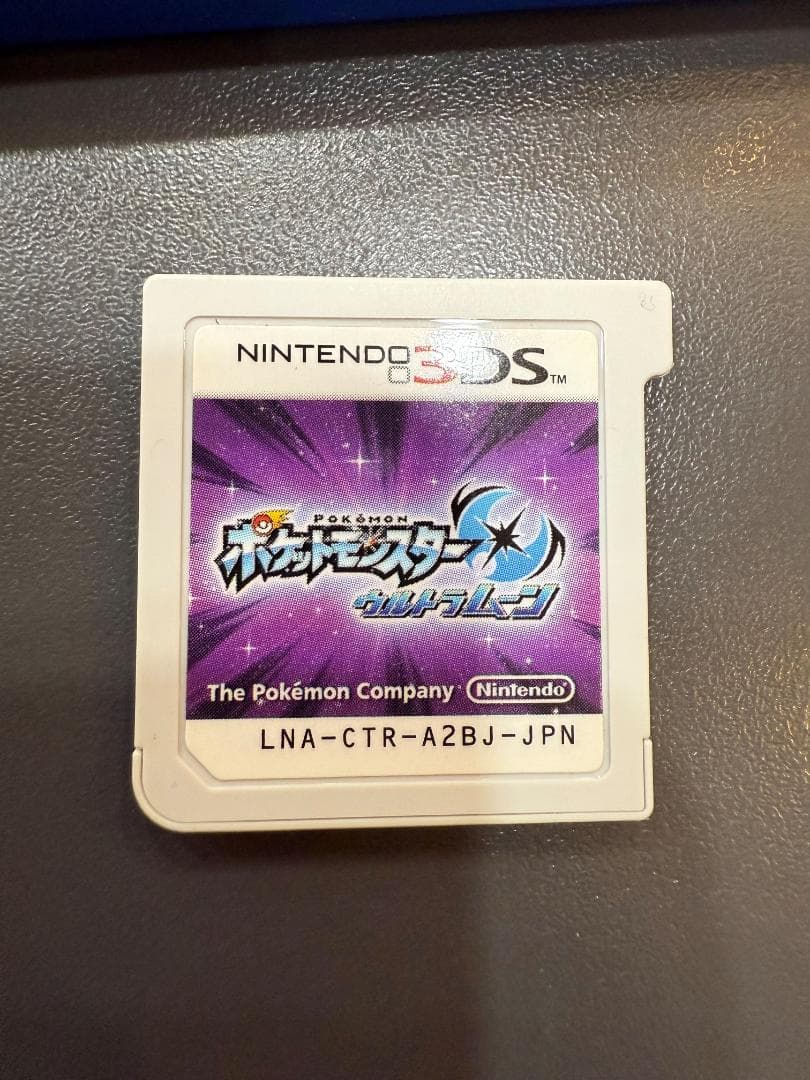 NINTENDO 3DS™
POKéMON
ポケットモンスター
ウルトラムーン
The Pokémon Company Nintendo®
LNA-CTR-A2BJ-JPN